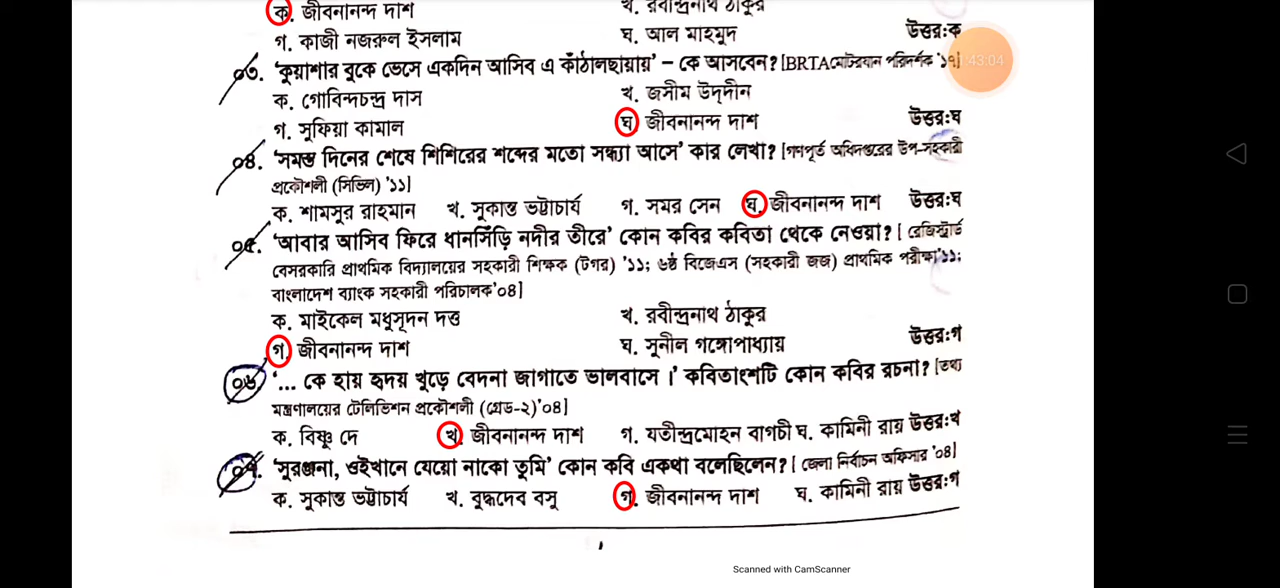 ক. জীবনানন্দ দাশ খ. রবীন্দ্রনাথ ঠাকুর
গ. কাজী নজরুল ইসলাম ঘ. আল মাহমুদ উত্তর:ক
০৩. ‘কুয়াশার বুকে ভেসে একদিন আসিব এ কাঁঠালছায়ায়’ – কে আসবেন? [BRTAমোটরযান পরিদর্শক ’১৭]
43:04
ক. গোবিন্দচন্দ্র দাস খ. জসীম উদ্‌দীন
গ. সুফিয়া কামাল ঘ. জীবনানন্দ দাশ উত্তর:ঘ
০৪. ‘সমস্ত দিনের শেষে শিশিরের শব্দের মতো সন্ধ্যা আসে’ কার লেখা? [গণপূর্ত অধিদপ্তরের উপ-সহকারী
প্রকৌশলী (সিভিল) ’১১]
ক. শামসুর রাহমান খ. সুকান্ত ভট্টাচার্য গ. সমর সেন ঘ. জীবনানন্দ দাশ উত্তর:ঘ
০৫. ‘আবার আসিব ফিরে ধানসিঁড়ি নদীর তীরে’ কোন কবির কবিতা থেকে নেওয়া? [ রেজিস্টার্ড
বেসরকারি প্রাথমিক বিদ্যালয়ের সহকারী শিক্ষক (টগর) ’১১; ৬ষ্ঠ বিজেএস (সহকারী জজ) প্রাথমিক পরীক্ষা’১১;
বাংলাদেশ ব্যাংক সহকারী পরিচালক’০৪]
ক. মাইকেল মধুসূদন দত্ত খ. রবীন্দ্রনাথ ঠাকুর
গ. জীবনানন্দ দাশ ঘ. সুনীল গঙ্গোপাধ্যায় উত্তর:গ
০৬. ‘... কে হায় হৃদয় খুড়ে বেদনা জাগাতে ভালবাসে ।’ কবিতাংশটি কোন কবির রচনা? [তথ্য
মন্ত্রণালয়ের টেলিভিশন প্রকৌশলী (গ্রেড-২)’০৪]
ক. বিষ্ণু দে খ. জীবনানন্দ দাশ গ. যতীন্দ্রমোহন বাগচী ঘ. কামিনী রায় উত্তর:খ
০৭. ‘সুরঞ্জনা, ওইখানে যেয়ো নাকো তুমি’ কোন কবি একথা বলেছিলেন? [ জেলা নির্বাচন অফিসার ’০৪]
ক. সুকান্ত ভট্টাচার্য খ. বুদ্ধদেব বসু গ. জীবনানন্দ দাশ ঘ. কামিনী রায় উত্তর:গ
Scanned with CamScanner